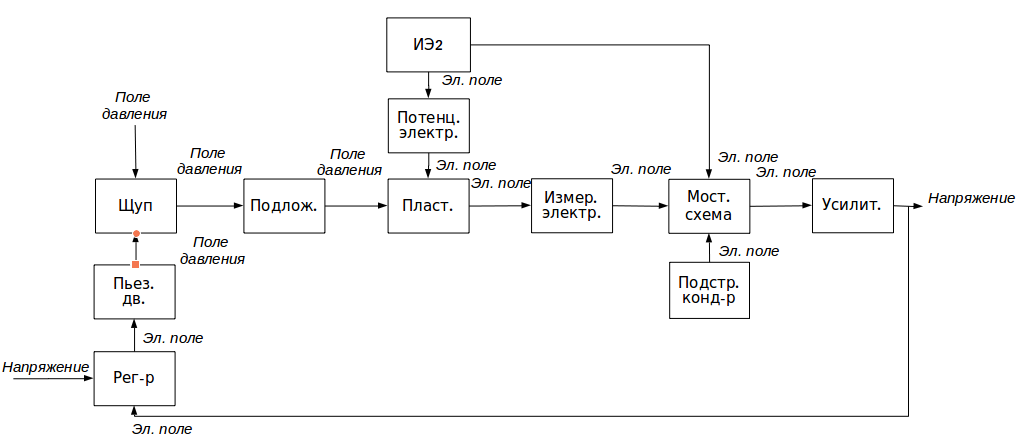 ИЭ2
Эл. поле
Поле
давления
Потенц.
электр.
Поле
давления
Поле
давления
Эл. поле
Эл. поле
Эл. поле
Эл. поле
Эл. поле
Щуп
Подлож.
Пласт.
Измер.
электр.
Мост.
схема
Усилит.
Напряжение
Поле
давления
Эл. поле
Пьез.
дв.
Подстр.
конд-р
Эл. поле
Напряжение
Рег-р
Эл. поле